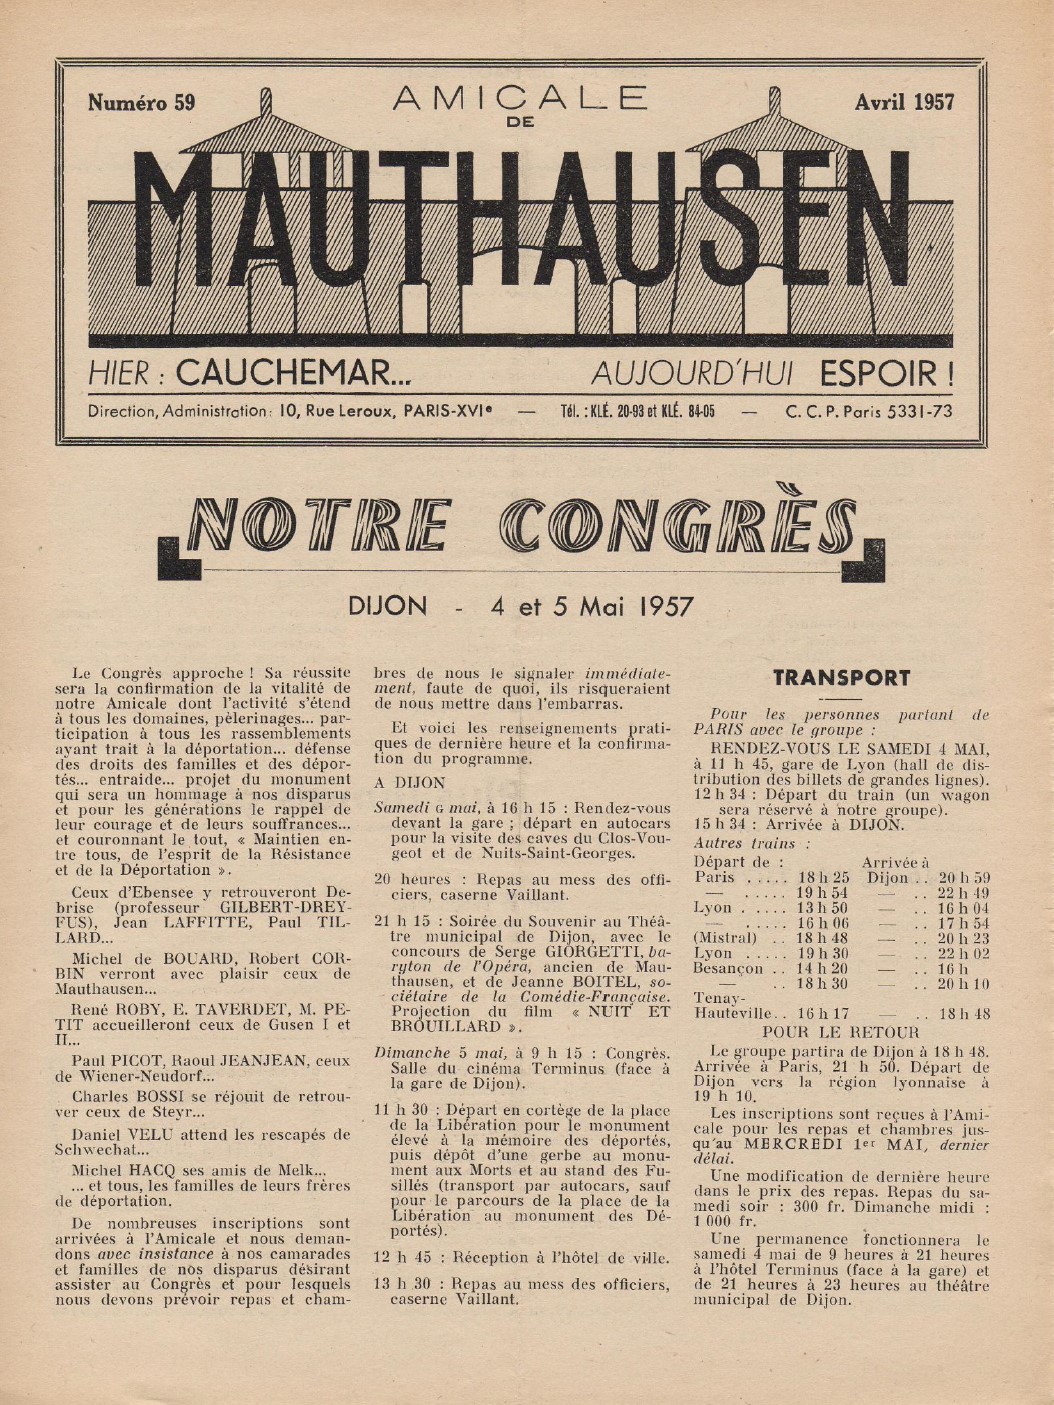 Numéro 59
AMICALE
DE
Avril 1957
MAUTHAUSEN
HIER : CAUCHEMAR... AUJOURD'HUI ESPOIR !
Direction, Administration : 10, Rue Leroux, PARIS-XVIe — Tél. : KLÉ. 20-93 et KLÉ. 84-05 — C. C. P. Paris 5331-73
NOTRE CONGRÈS
DIJON - 4 et 5 Mai 1957
Le Congrès approche ! Sa réussite
sera la confirmation de la vitalité de
notre Amicale dont l'activité s'étend
à tous les domaines, pèlerinages... par-
ticipation à tous les rassemblements
ayant trait à la déportation... défense
des droits des familles et des dépor-
tés... entraide... projet du monument
qui sera un hommage à nos disparus
et pour les générations le rappel de
leur courage et de leurs souffrances...
et couronnant le tout, « Maintien en-
tre tous, de l'esprit de la Résistance
et de la Déportation ».
Ceux d'Ebensee y retrouveront De-
brise (professeur GILBERT-DREY-
FUS), Jean LAFFITTE, Paul TIL-
LARD...
Michel de BOUARD, Robert COR-
BIN verront avec plaisir ceux de
Mauthausen...
René ROBY, E. TAVERDET, M. PE-
TIT accueilleront ceux de Gusen I et
II...
Paul PICOT, Raoul JEANJEAN, ceux
de Wiener-Neudorf...
Charles BOSSI se réjouit de retrou-
ver ceux de Steyr...
Daniel VELU attend les rescapés de
Schwechat...
Michel HACQ ses amis de Melk...
... et tous, les familles de leurs frères
de déportation.
De nombreuses inscriptions sont
arrivées à l'Amicale et nous deman-
dons avec insistance à nos camarades
et familles de nos disparus désirant
assister au Congrès et pour lesquels
nous devons prévoir repas et cham-
bres de nous le signaler immédiate-
ment, faute de quoi, ils risqueraient
de nous mettre dans l'embarras.
Et voici les renseignements prati-
ques de dernière heure et la confirma-
tion du programme.
A DIJON
Samedi 6 mai, à 16 h 15 : Rendez-vous
devant la gare ; départ en autocars
pour la visite des caves du Clos-Vou-
geot et de Nuits-Saint-Georges.
20 heures : Repas au mess des offi-
ciers, caserne Vaillant.
21 h 15 : Soirée du Souvenir au Théâ-
tre municipal de Dijon, avec le
concours de Serge GIORGETTI, ba-
ryton de l'Opéra, ancien de Mau-
thausen, et de Jeanne BOITEL, so-
ciétaire de la Comédie-Française.
Projection du film « NUIT ET
BROUILLARD ».
Dimanche 5 mai, à 9 h 15 : Congrès.
Salle du cinéma Terminus (face à
la gare de Dijon).
11 h 30 : Départ en cortège de la place
de la Libération pour le monument
élevé à la mémoire des déportés,
puis dépôt d'une gerbe au monu-
ment aux Morts et au stand des Fu-
sillés (transport par autocars, sauf
pour le parcours de la place de la
Libération au monument des Dé-
portés).
12 h 45 : Réception à l'hôtel de ville.
13 h 30 : Repas au mess des officiers,
caserne Vaillant.
TRANSPORT
Pour les personnes partant de
PARIS avec le groupe :
RENDEZ-VOUS LE SAMEDI 4 MAI,
à 11 h 45, gare de Lyon (hall de dis-
tribution des billets de grandes lignes).
12 h 34 : Départ du train (un wagon
sera réservé à notre groupe).
15 h 34 : Arrivée à DIJON.
Autres trains :
Départ de : Arrivée à
Paris ..... 18 h 25 Dijon .. 20 h 59
— ..... 19 h 54 — .. 22 h 49
Lyon ..... 13 h 50 — .. 16 h 04
— ..... 16 h 06 — .. 17 h 54
(Mistral) .. 18 h 48 — .. 20 h 23
Lyon ..... 19 h 30 — .. 22 h 02
Besançon .. 14 h 20 — .. 16 h
— .. 18 h 30 — .. 20 h 10
Tenay-
Hauteville.. 16 h 17 — .. 18 h 48
POUR LE RETOUR
Le groupe partira de Dijon à 18 h 48.
Arrivée à Paris, 21 h 50. Départ de
Dijon vers la région lyonnaise à
19 h 10.
Les inscriptions sont reçues à l'Ami-
cale pour les repas et chambres jus-
qu'au MERCREDI 1er MAI, dernier
délai.
Une modification de dernière heure
dans le prix des repas. Repas du sa-
medi soir : 300 fr. Dimanche midi :
1 000 fr.
Une permanence fonctionnera le
samedi 4 mai de 9 heures à 21 heures
à l'hôtel Terminus (face à la gare) et
de 21 heures à 23 heures au théâtre
municipal de Dijon.